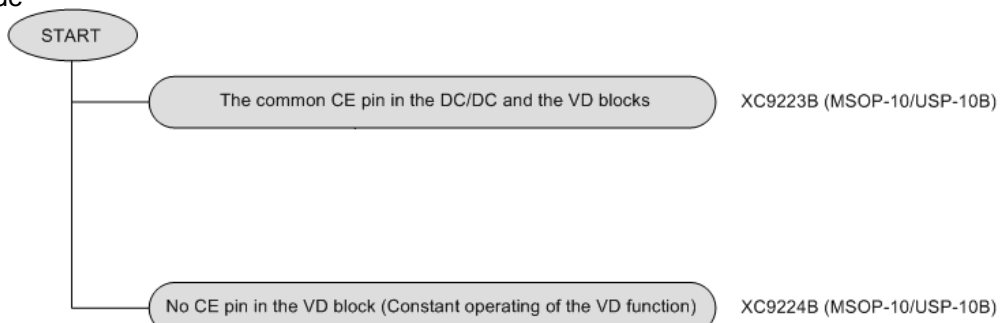 START
The common CE pin in the DC/DC and the VD blocks XC9223B (MSOP-10/USP-10B)
No CE pin in the VD block (Constant operating of the VD function) XC9224B (MSOP-10/USP-10B)